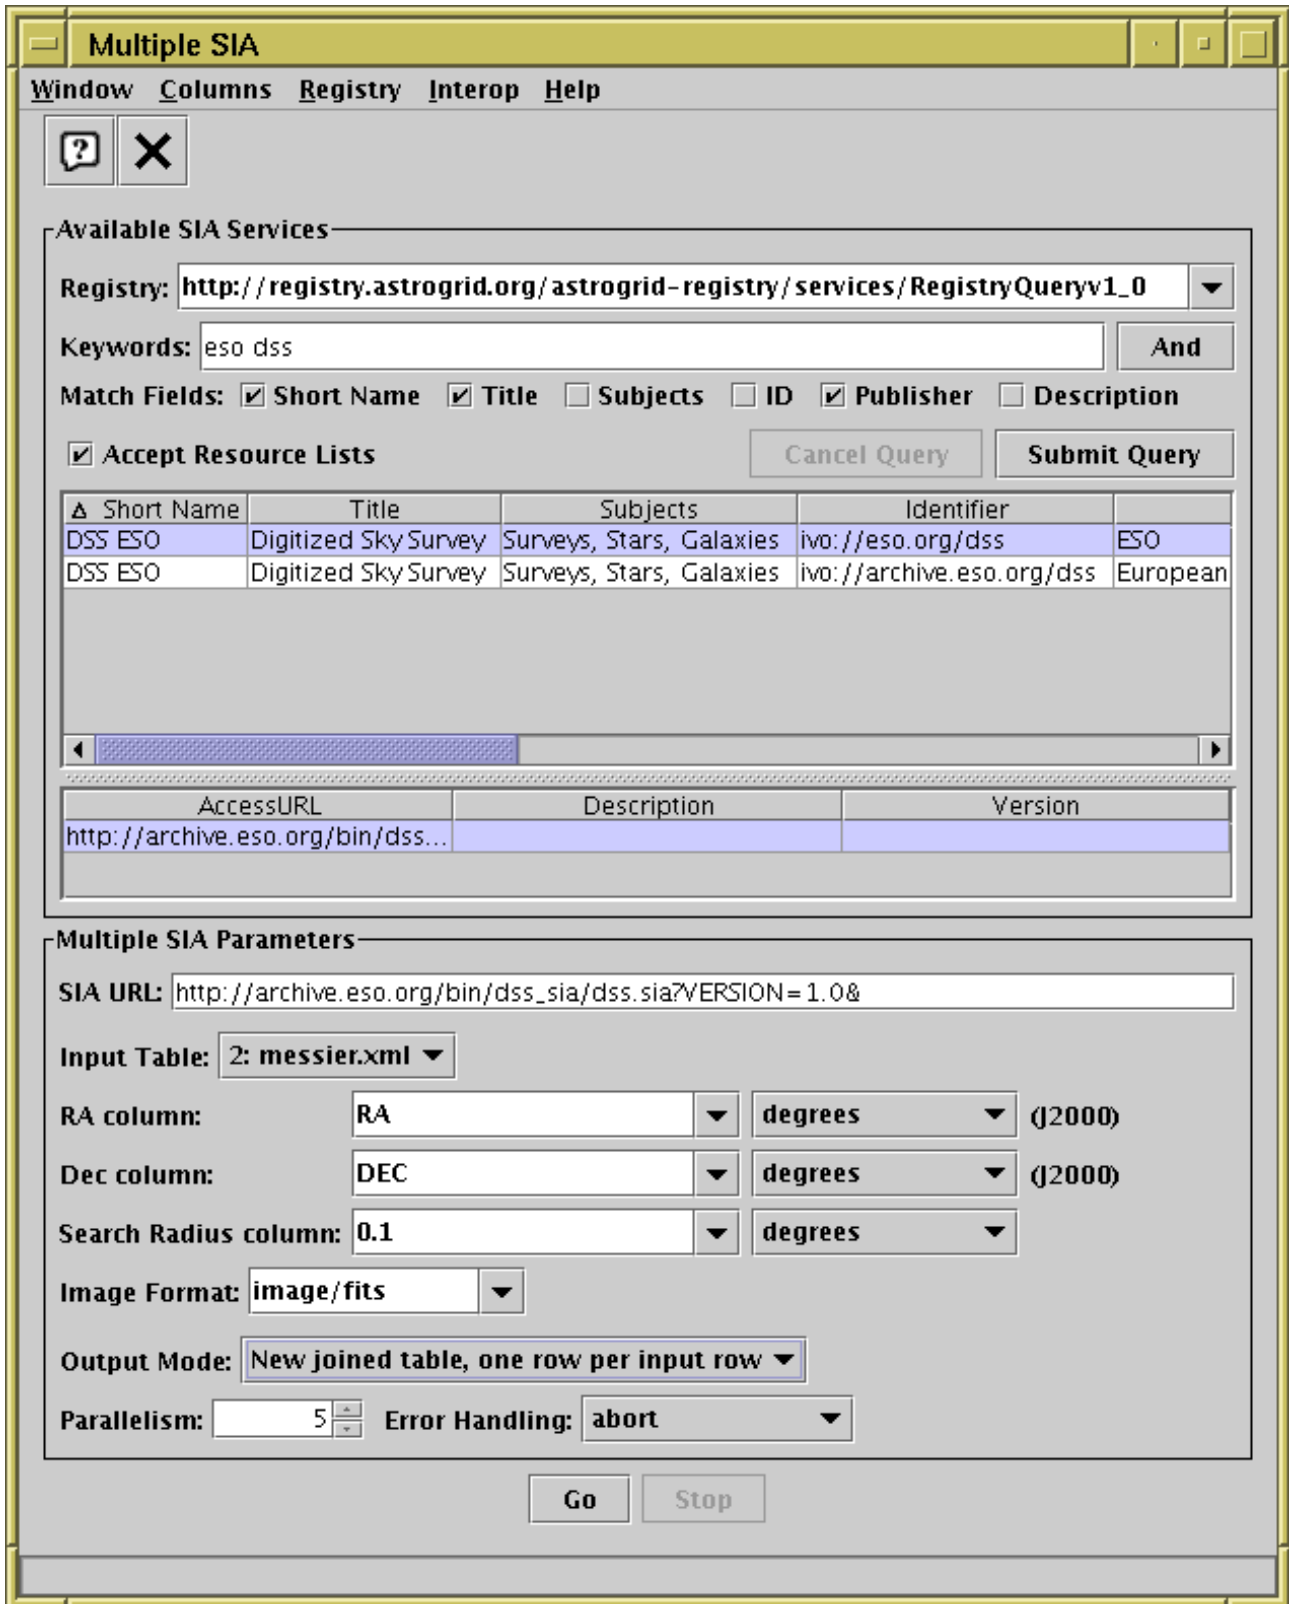 Multiple SIA
Window Columns Registry Interop Help
Available SIA Services
Registry: http://registry.astrogrid.org/astrogrid-registry/services/RegistryQueryv1_0
Keywords: eso dss And
Match Fields: Short Name Title Subjects ID Publisher Description
Accept Resource Lists Cancel Query Submit Query
Short Name Title Subjects Identifier
DSS ESO Digitized Sky Survey Surveys, Stars, Galaxies ivo://eso.org/dss ESO
DSS ESO Digitized Sky Survey Surveys, Stars, Galaxies ivo://archive.eso.org/dss European
AccessURL Description Version
http://archive.eso.org/bin/dss...
Multiple SIA Parameters
SIA URL: http://archive.eso.org/bin/dss_sia/dss.sia?VERSION=1.0&
Input Table: 2: messier.xml
RA column: RA degrees (J2000)
Dec column: DEC degrees (J2000)
Search Radius column: 0.1 degrees
Image Format: image/fits
Output Mode: New joined table, one row per input row
Parallelism: 5 Error Handling: abort
Go Stop